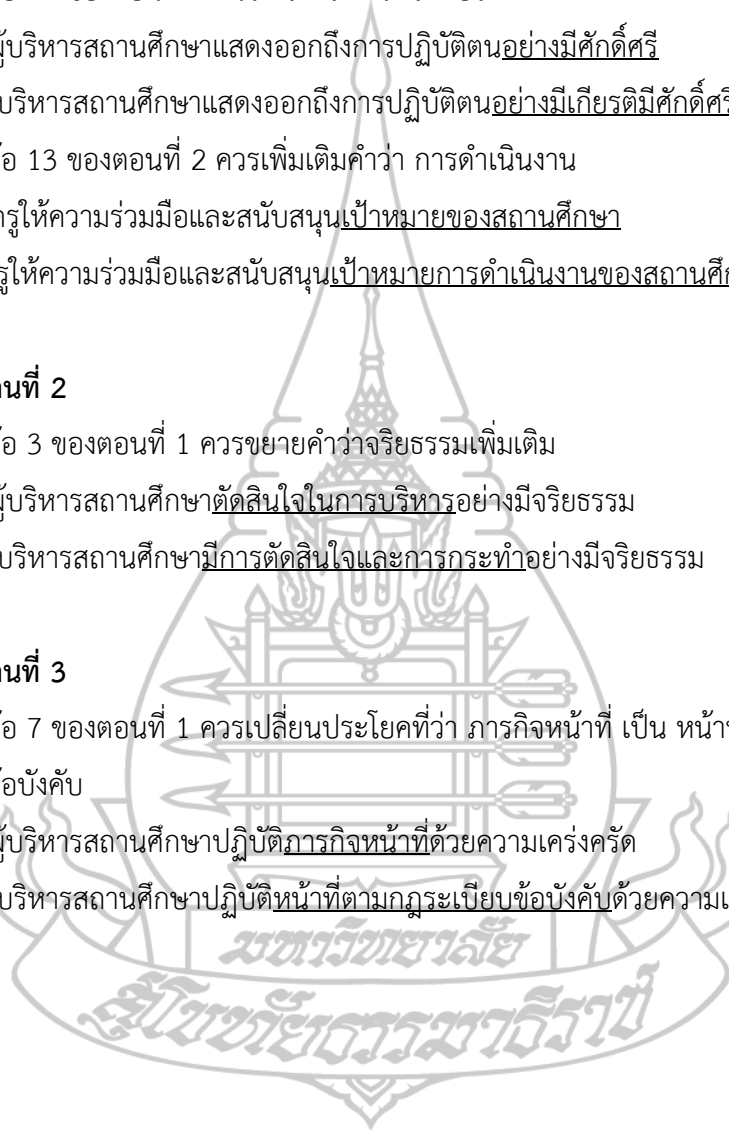 ผู้บริหารสถานศึกษาแสดงออกถึงการปฏิบัติตนอย่างมีศักดิ์ศรี
บริหารสถานศึกษาแสดงออกถึงการปฏิบัติตนอย่างมีเกียรติมีศักดิ์ศรี
อ 13 ของตอนที่ 2 ควรเพิ่มเติมคำว่า การดำเนินงาน
ครูให้ความร่วมมือและสนับสนุนเป้าหมายของสถานศึกษา
รูให้ความร่วมมือและสนับสนุนเป้าหมายการดำเนินงานของสถานศึก
านที่ 2
อ 3 ของตอนที่ 1 ควรขยายคำว่าจริยธรรมเพิ่มเติม
ผู้บริหารสถานศึกษาตัดสินใจในการบริหารอย่างมีจริยธรรม
บริหารสถานศึกษามีการตัดสินใจและการกระทำอย่างมีจริยธรรม
านที่ 3
อ 7 ของตอนที่ 1 ควรเปลี่ยนประโยคที่ว่า ภารกิจหน้าที่ เป็น หน้า
อบังคับ
ผู้บริหารสถานศึกษาปฏิบัติภารกิจหน้าที่ด้วยความเคร่งครัด
บริหารสถานศึกษาปฏิบัติหน้าที่ตามกฎระเบียบข้อบังคับด้วยความเ
มหาวิทยาลัย
สุโขทัยธรรมาธิราช